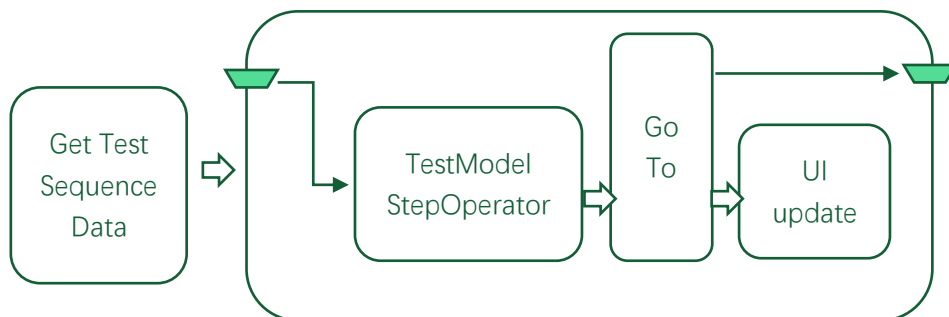 Get Test
Sequence
Data
TestModel
StepOperator
Go
To
UI
update